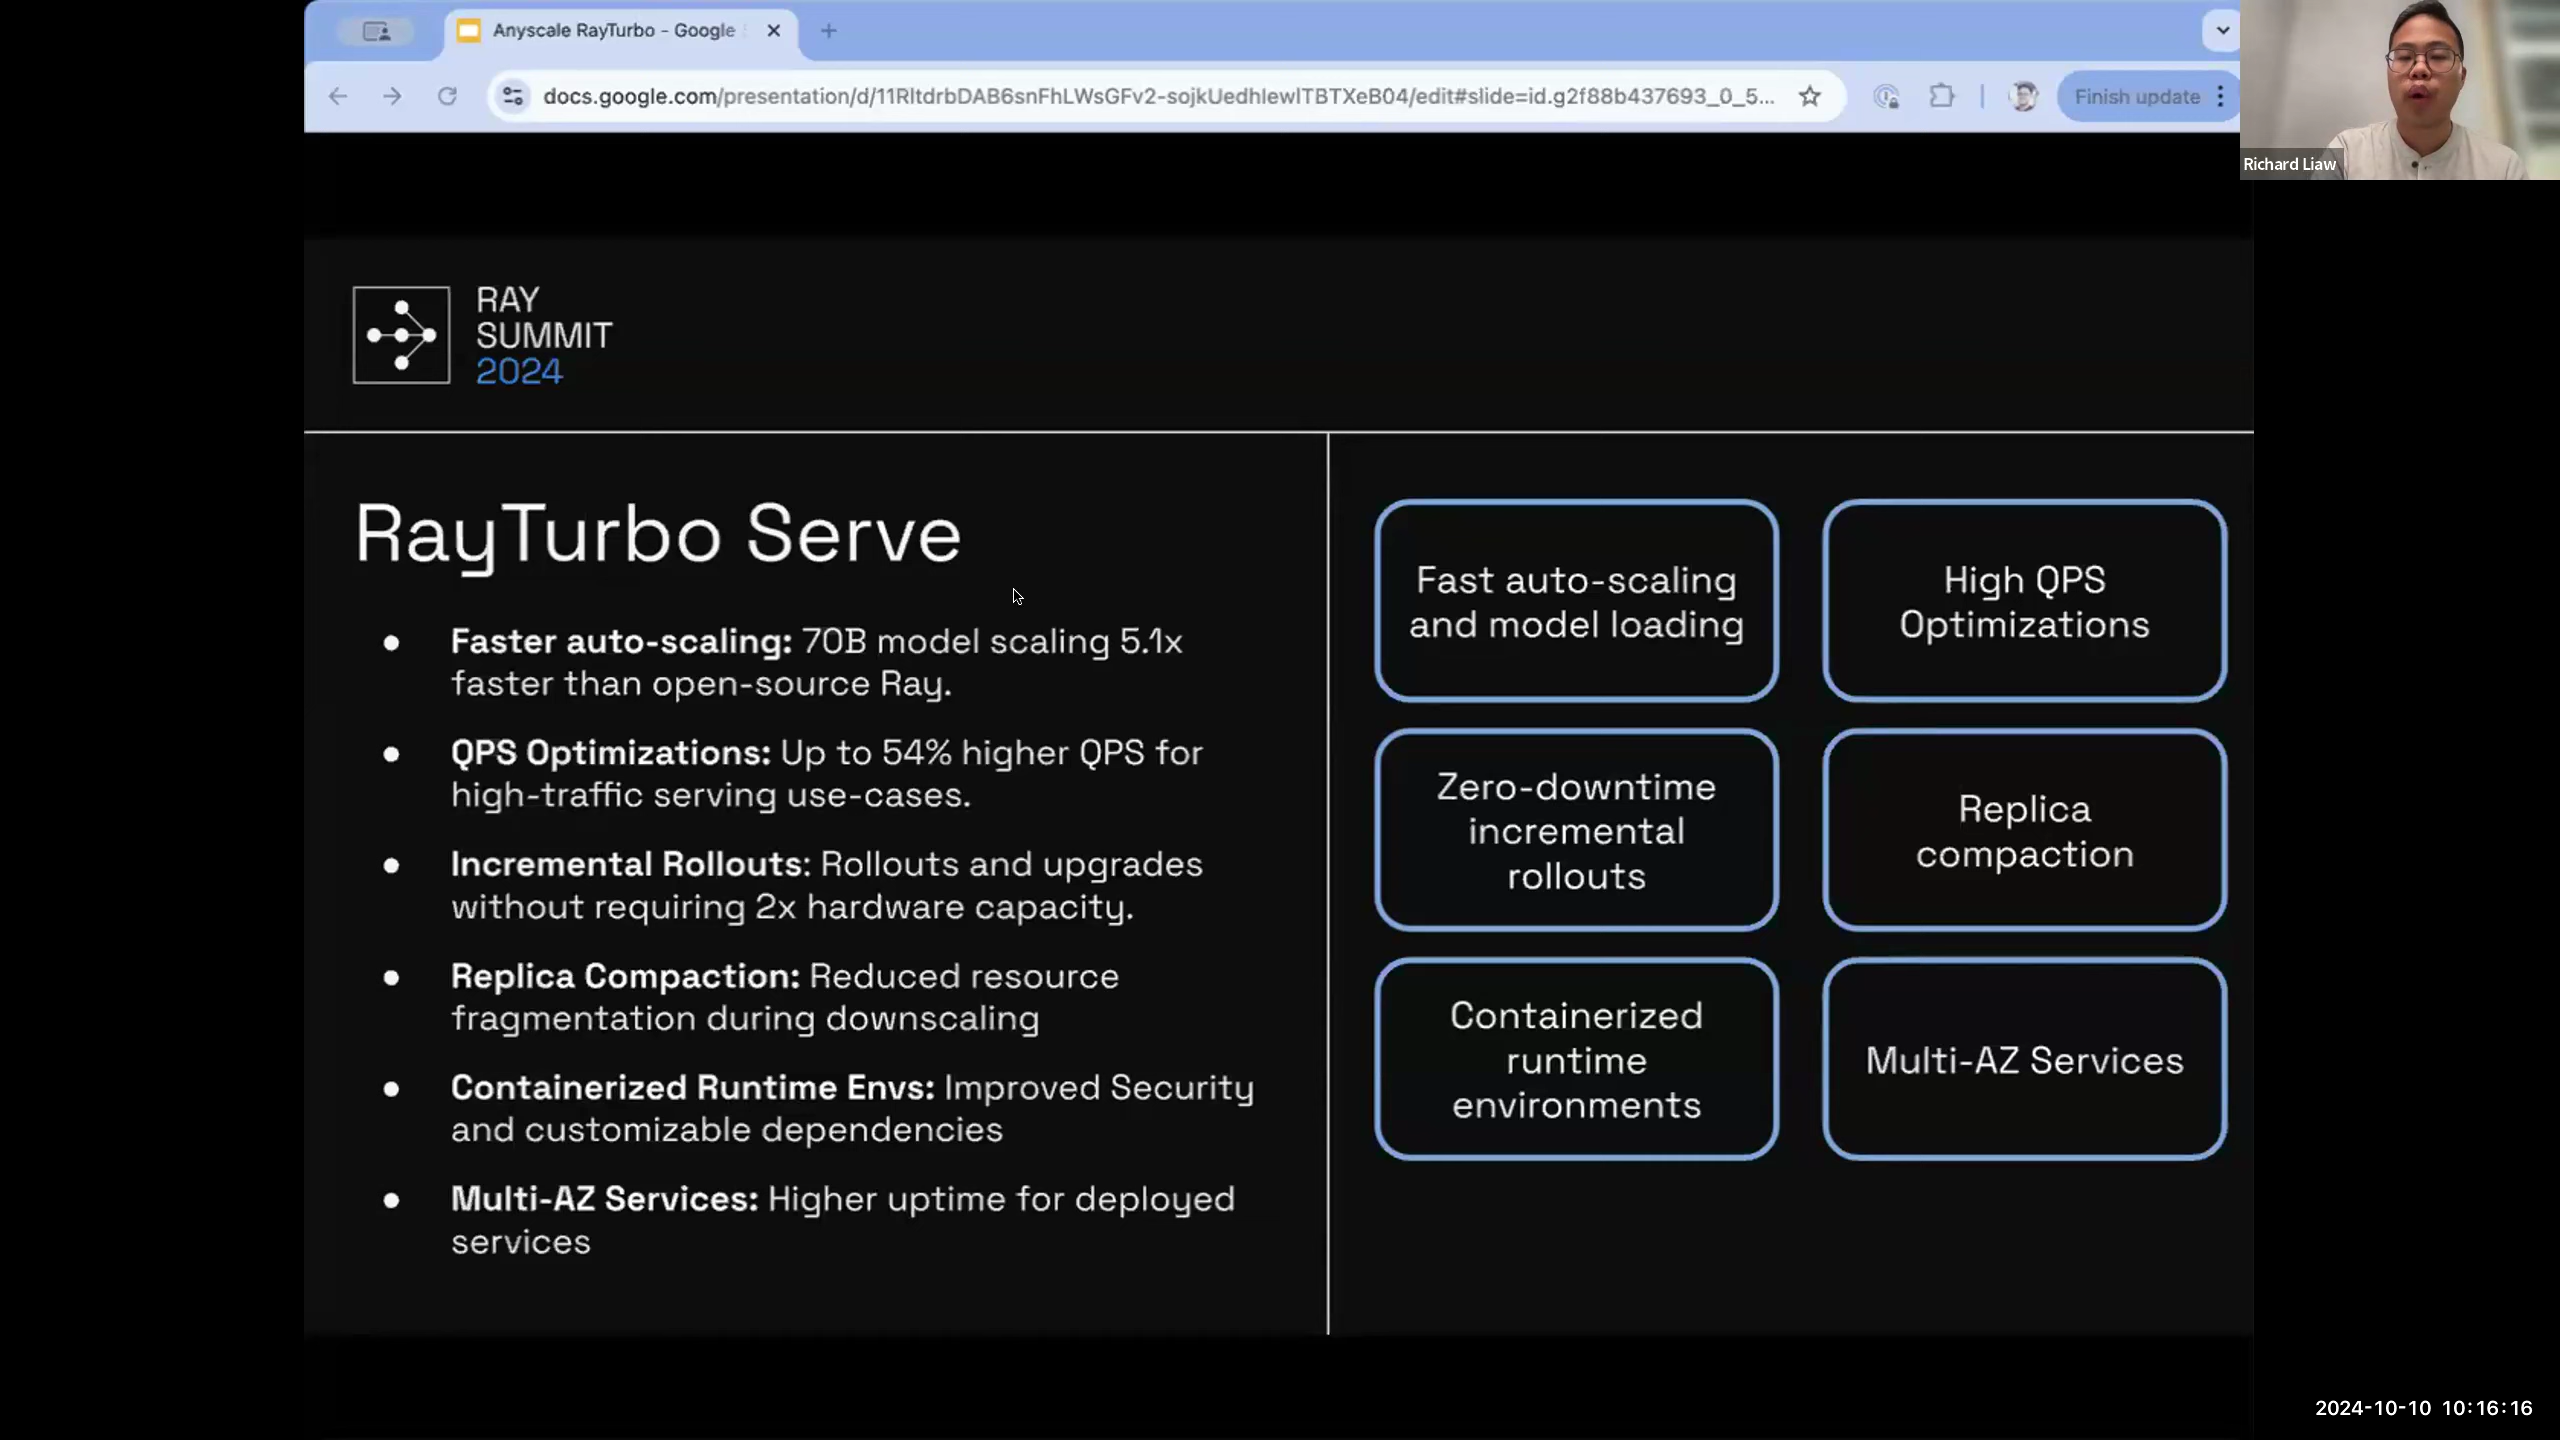 Anyscale RayTurbo - Google
docs.google.com/presentation/d/11RltdrbDAB6snFhLWsGFv2-sojkUedhlewlTBTXeB04/edit#slide=id.g2f88b437693_0_5...
Finish update
Richard Liaw
RAY
SUMMIT
2024
RayTurbo Serve
Faster auto-scaling: 70B model scaling 5.1x
faster than open-source Ray.
QPS Optimizations: Up to 54% higher QPS for
high-traffic serving use-cases.
Incremental Rollouts: Rollouts and upgrades
without requiring 2x hardware capacity.
Replica Compaction: Reduced resource
fragmentation during downscaling
Containerized Runtime Envs: Improved Security
and customizable dependencies
Multi-AZ Services: Higher uptime for deployed
services
Fast auto-scaling
and model loading
High QPS
Optimizations
Zero-downtime
incremental
rollouts
Replica
compaction
Containerized
runtime
environments
Multi-AZ Services
2024-10-10 10:16:16